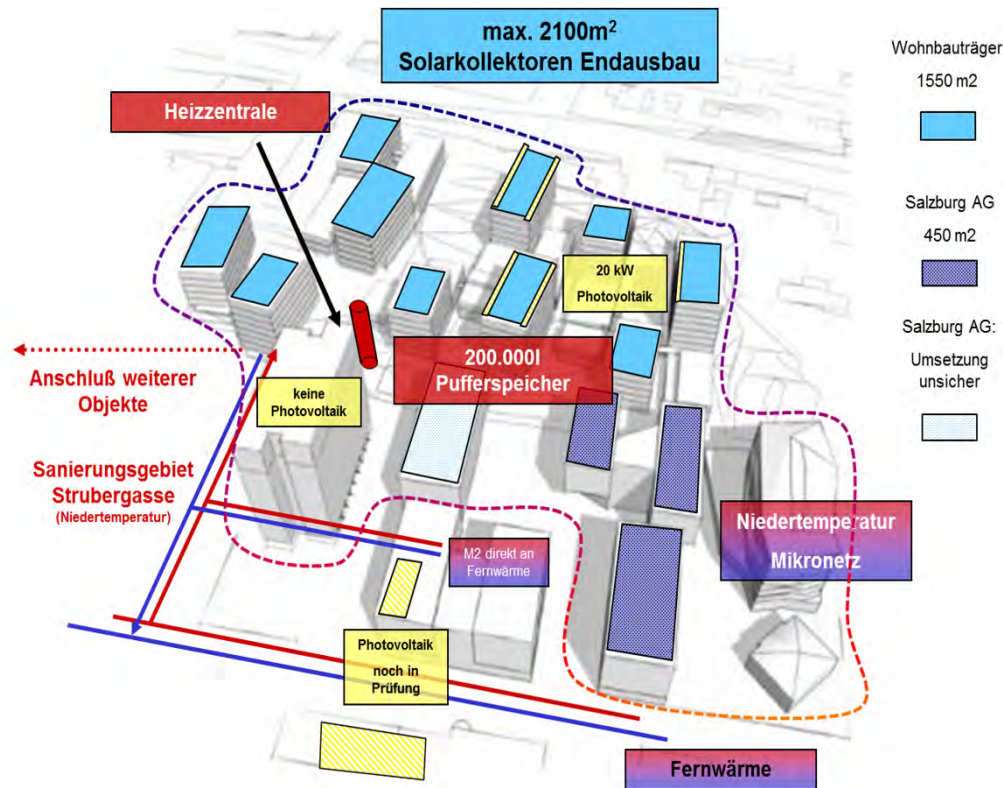 max. 2100m²
Solarkollektoren Endausbau
Heizzentrale
Wohnbauträger
1550 m2
Salzburg AG
450 m2
Salzburg AG:
Umsetzung
unsicher
20 kW
Photovoltaik
200.000l
Pufferspeicher
keine
Photovoltaik
Anschluß weiterer
Objekte
Sanierungsgebiet
Strubergasse
(Niedertemperatur)
Niedertemperatur
Mikronetz
M2 direkt an
Fernwärme
Photovoltaik
noch in
Prüfung
Fernwärme